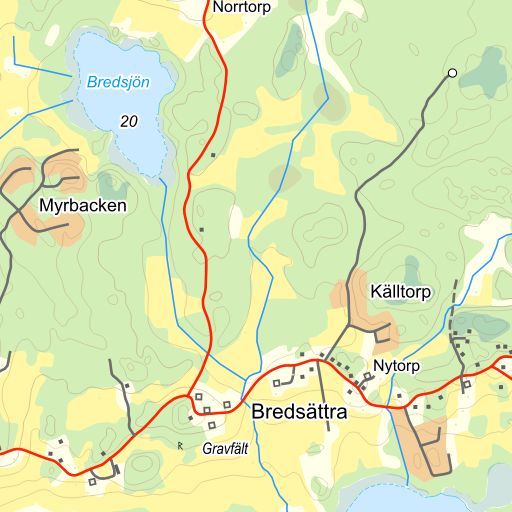 Norrtorp
Bredsjön
20
Myrbacken
Källtorp
Nytorp
Bredsättra
R
Gravfält